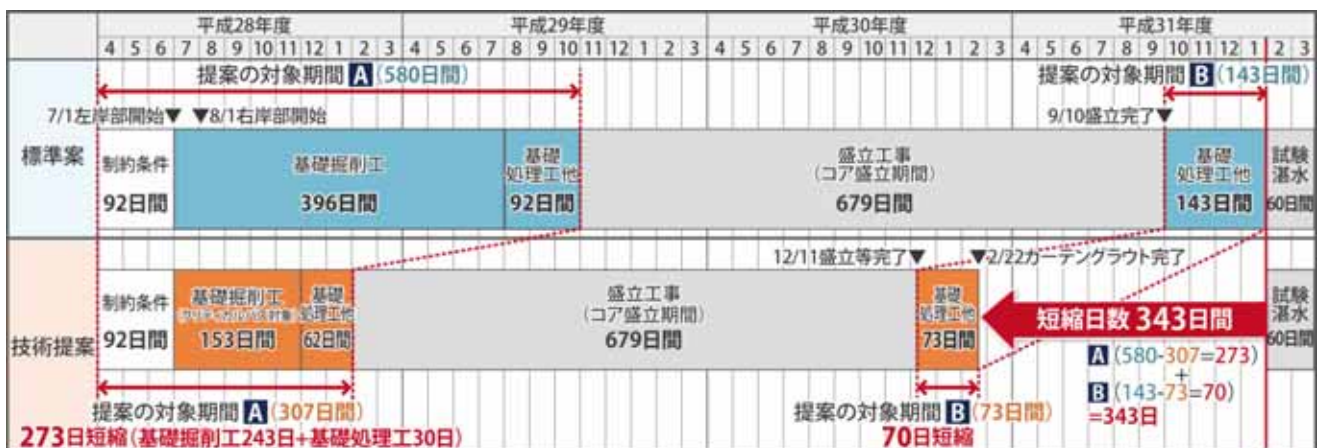 平成28年度 平成29年度 平成30年度 平成31年度
4 5 6 7 8 9 10 11 12 1 2 3 4 5 6 7 8 9 10 11 12 1 2 3 4 5 6 7 8 9 10 11 12 1 2 3 4 5 6 7 8 9 10 11 12 1 2 3
提案の対象期間 A (580日間) 提案の対象期間 B (143日間)
7/1左岸部開始▼ ▼8/1右岸部開始 9/10盛立完了▼
標準案
制約条件
92日間
基礎掘削工
396日間
基礎
処理工他
92日間
盛立工事
(コア盛立期間)
679日間
基礎
処理工他
143日間
試験
湛水
60日間
12/11盛立等完了▼ ▼2/22カーテングラウト完了
技術提案
制約条件
92日間
基礎掘削工
(クリティカルパス対象)
153日間
基礎
処理工他
62日間
盛立工事
(コア盛立期間)
679日間
基礎
処理工他
73日間
短縮日数 343日間
試験
湛水
60日間
A (580-307=273)
+
B (143-73=70)
=343日
提案の対象期間 A (307日間) 提案の対象期間 B (73日間)
273日短縮(基礎掘削工243日+基礎処理工30日) 70日短縮